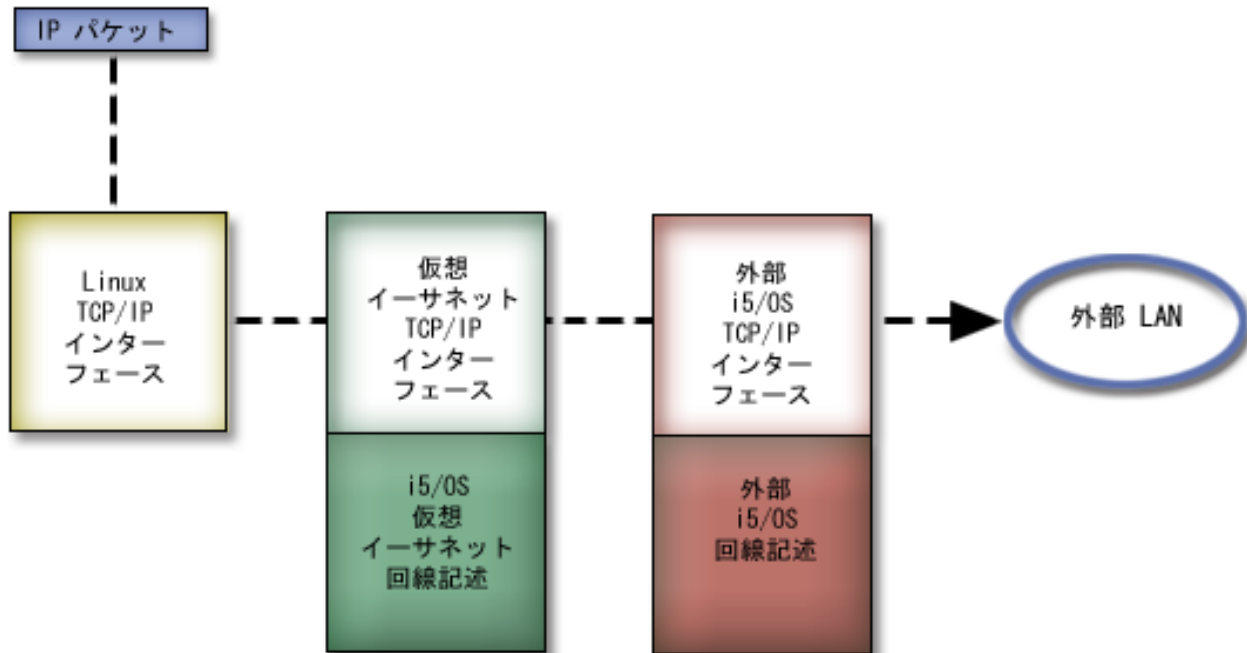 IP パケット
Linux
TCP/IP
インター
フェース
仮想
イーサネット
TCP/IP
インター
フェース
i5/OS
仮想
イーサネット
回線記述
外部
i5/OS
TCP/IP
インター
フェース
外部
i5/OS
回線記述
外部 LAN